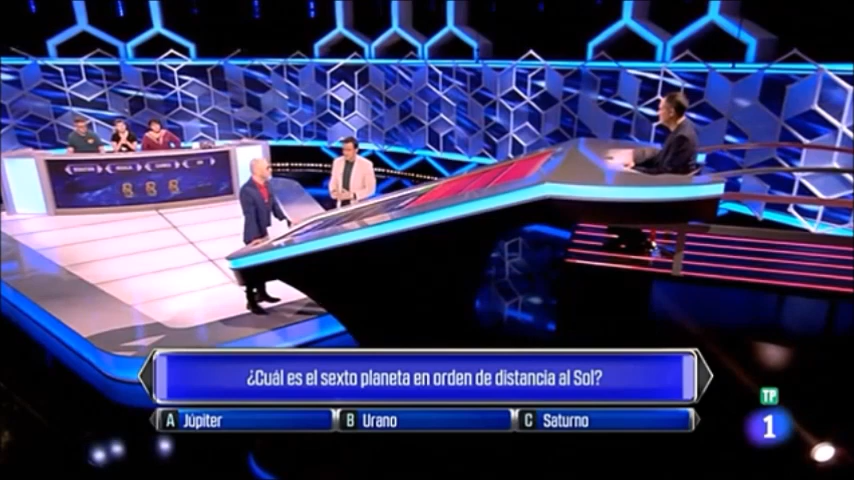 ¿Cuál es el sexto planeta en orden de distancia al Sol?
A Júpiter
B Urano
C Saturno
TP
1